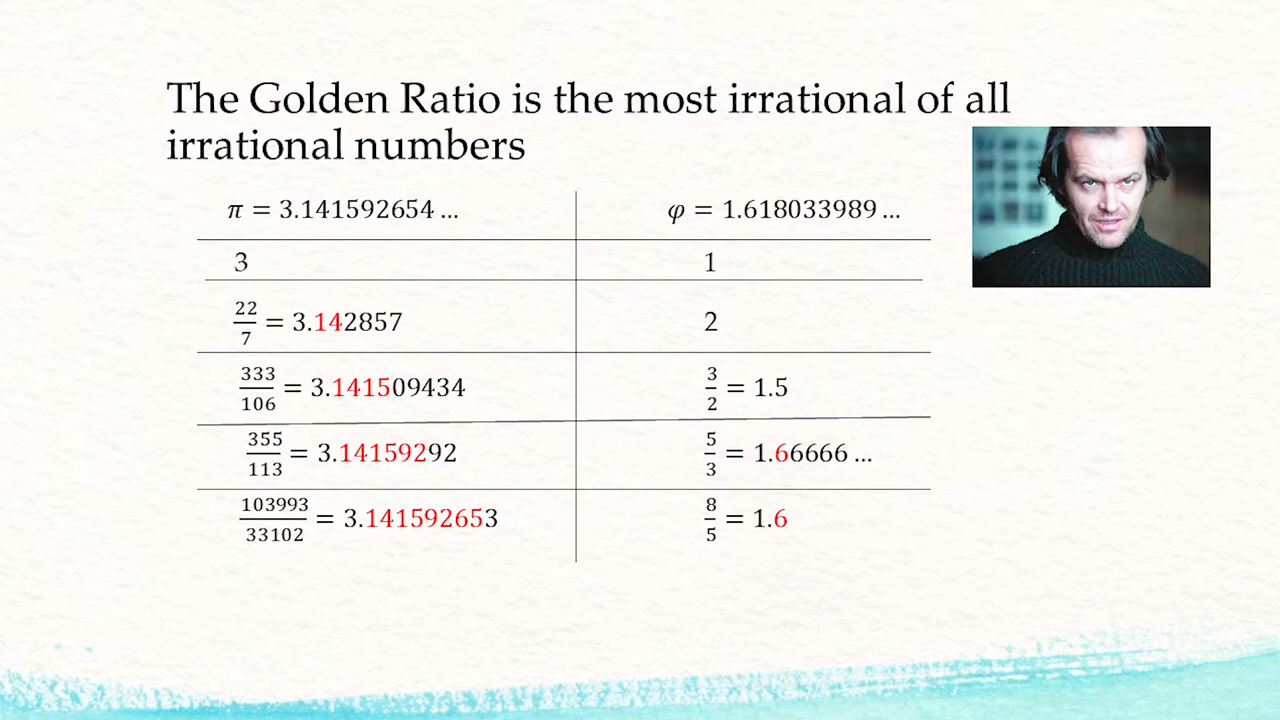 The Golden Ratio is the most irrational of all
irrational numbers
π = 3.141592654 … φ = 1.618033989 …
3 1
22/7 = 3.142857 2
333/106 = 3.141509434 3/2 = 1.5
355/113 = 3.14159292 5/3 = 1.66666 …
103993/33102 = 3.141592653 8/5 = 1.6